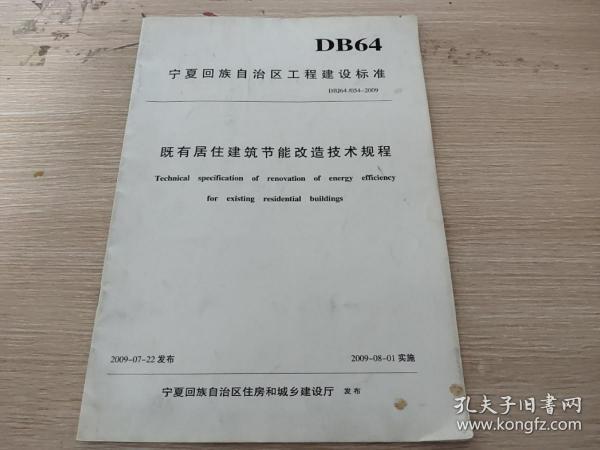 DB64
宁夏回族自治区工程建设标准
DBJ64/054-2009
既有居住建筑节能改造技术规程
Technical specification of renovation of energy efficiency
for existing residential buildings
2009-07-22 发布
2009-08-01 实施
宁夏回族自治区住房和城乡建设厅 发布
孔夫子旧书网
www.kongfz.com